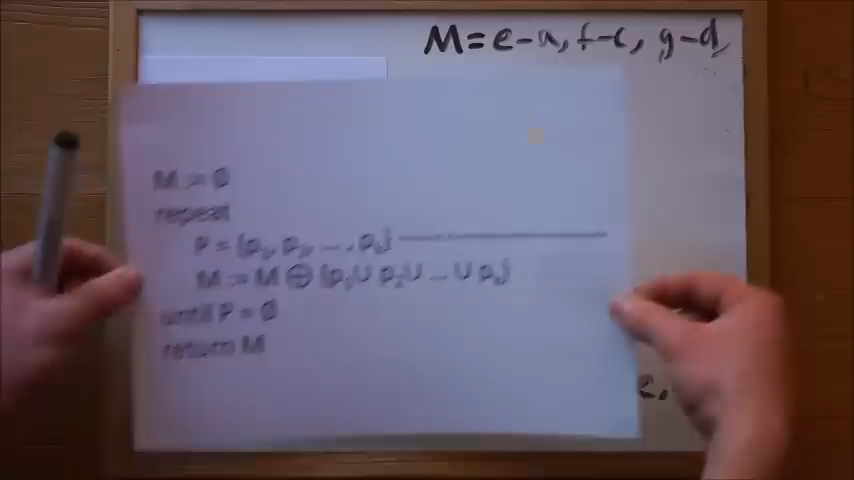 M = e-a, f-c, g-d,
M := ∅
repeat
P = {p₁, p₂, ... , pₖ}
M := M ⊕ (p₁∪ p₂∪ ... ∪ pₖ)
until P = ∅
return M
e,